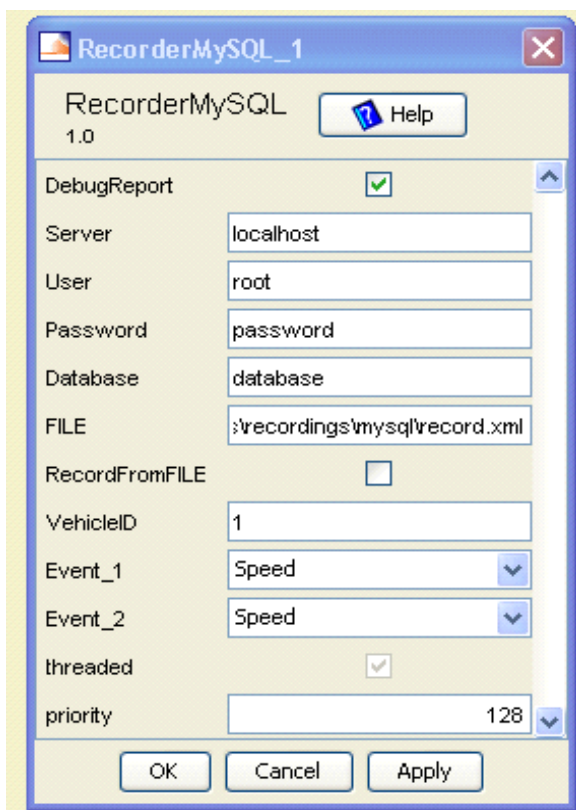 RecorderMySQL_1
RecorderMySQL
Help
1.0
DebugReport
Server localhost
User root
Password password
Database database
FILE s\recordings\mysql\record.xml
RecordFromFILE
VehicleID 1
Event_1 Speed
Event_2 Speed
threaded
priority 128
OK Cancel Apply